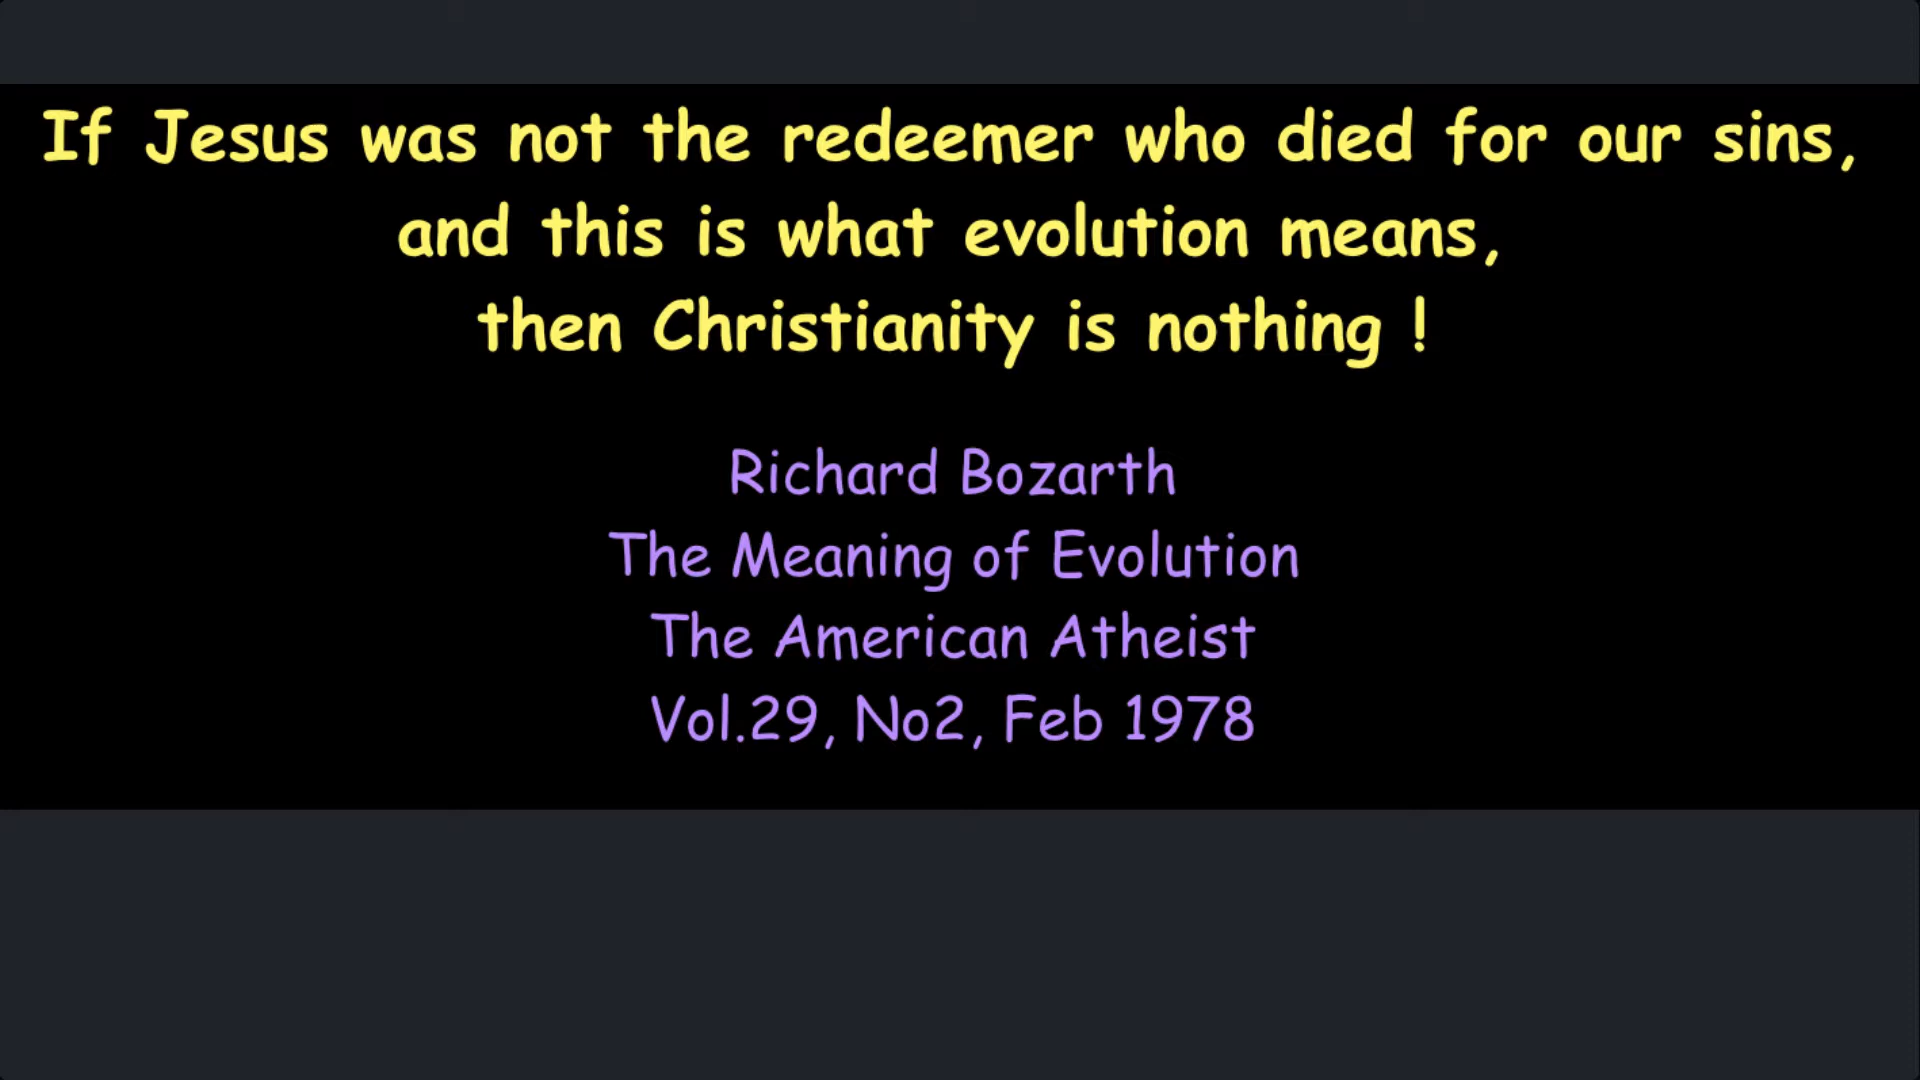 If Jesus was not the redeemer who died for our sins,
and this is what evolution means,
then Christianity is nothing !
Richard Bozarth
The Meaning of Evolution
The American Atheist
Vol.29, No2, Feb 1978